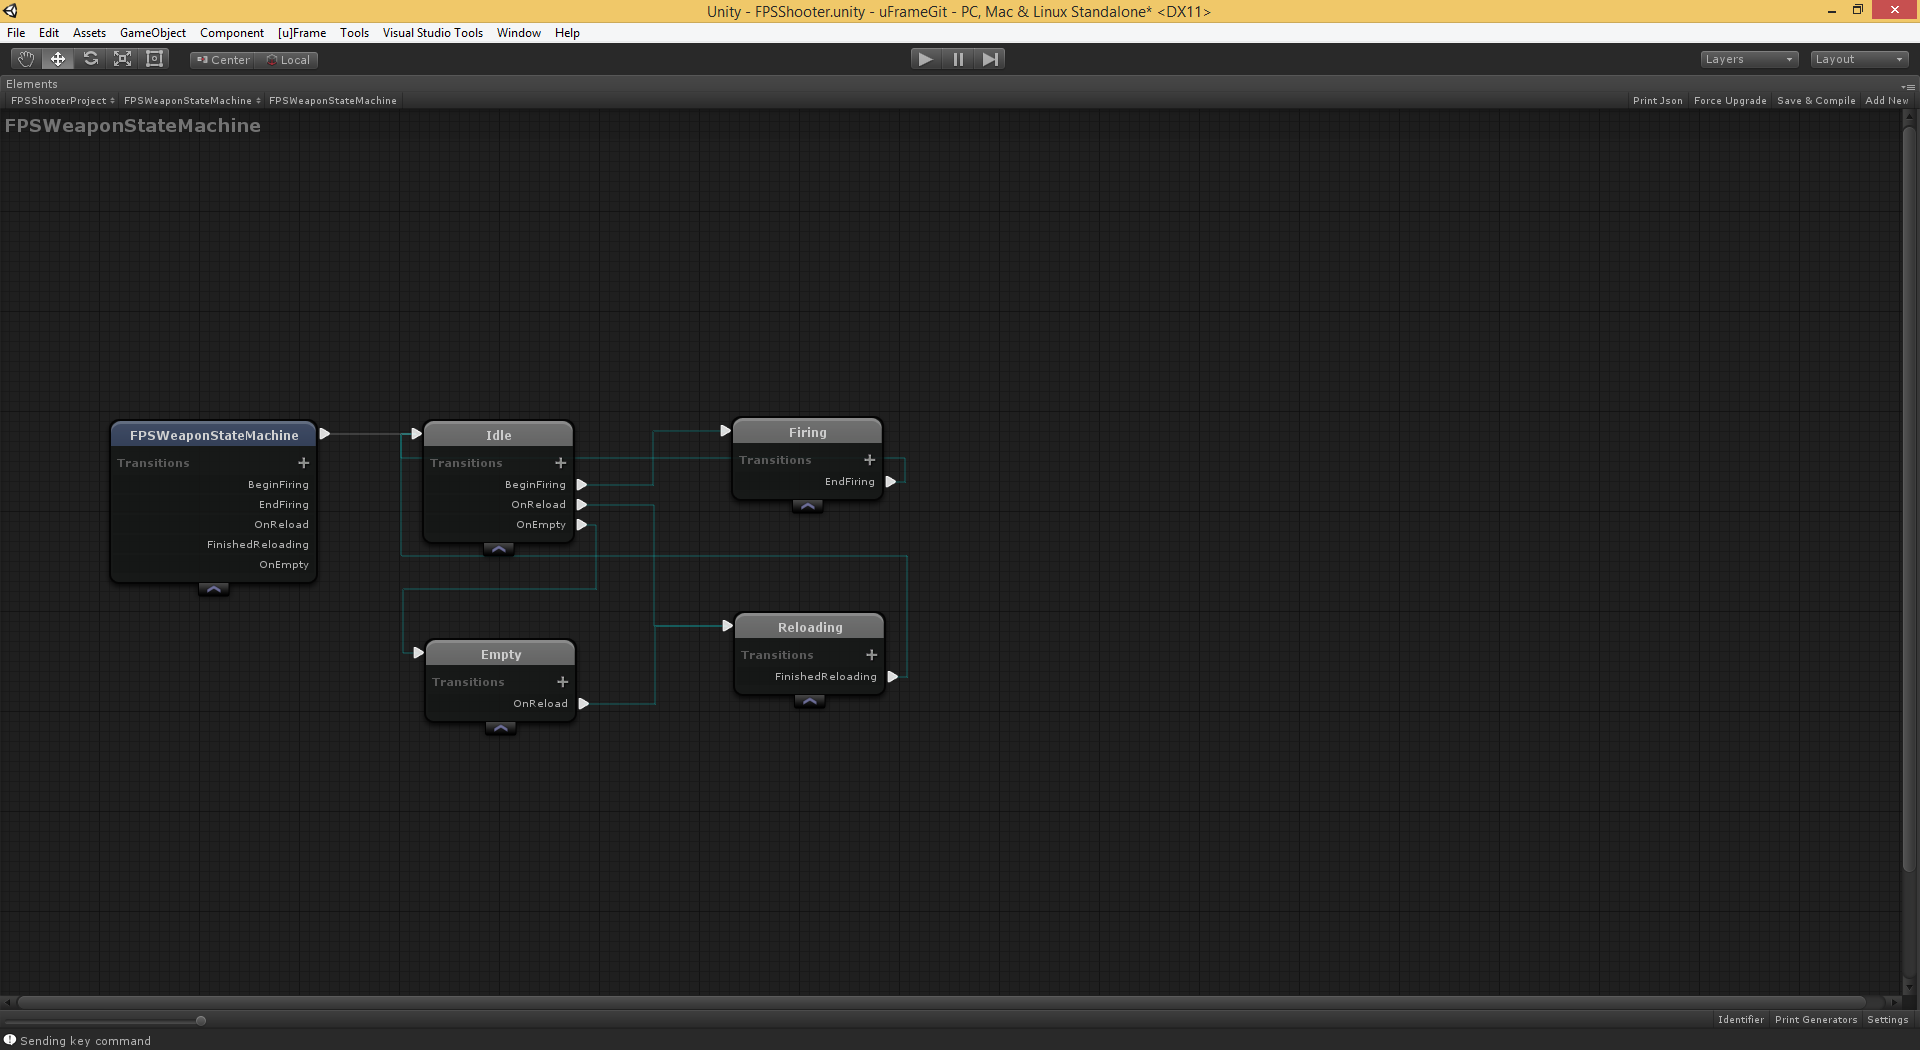 Unity - FPSShooter.unity - uFrameGit - PC, Mac & Linux Standalone* <DX11>
File Edit Assets GameObject Component [u]Frame Tools Visual Studio Tools Window Help
Center Local Layers Layout
Elements
FPSShooterProject FPSWeaponStateMachine FPSWeaponStateMachine Print Json Force Upgrade Save & Compile Add New
FPSWeaponStateMachine
FPSWeaponStateMachine
Transitions
BeginFiring
EndFiring
OnReload
FinishedReloading
OnEmpty
Idle
Transitions
BeginFiring
OnReload
OnEmpty
Firing
Transitions
EndFiring
Empty
Transitions
OnReload
Reloading
Transitions
FinishedReloading
Identifier Print Generators Settings
Sending key command